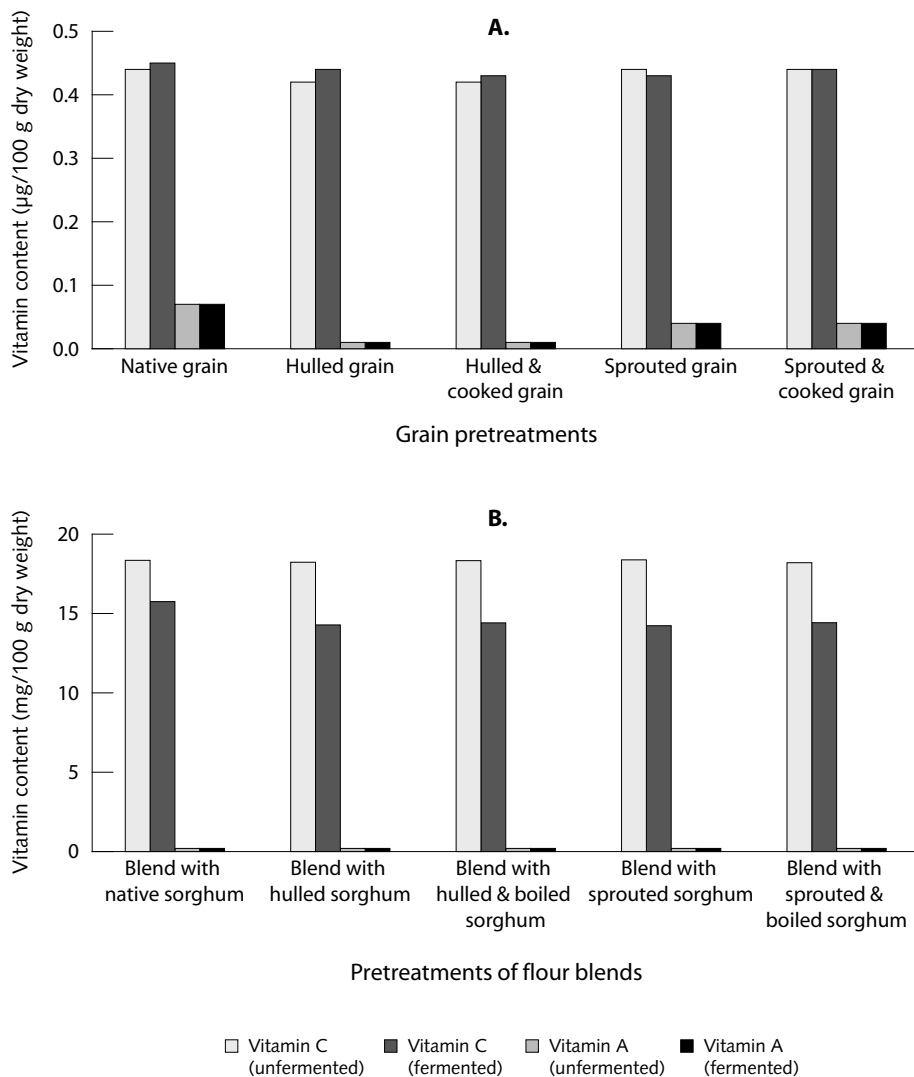 A.
Vitamin content (µg/100 g dry weight)
0.5
0.4
0.3
0.2
0.1
0.0
Native grain
Hulled grain
Hulled &
cooked grain
Sprouted grain
Sprouted &
cooked grain
Grain pretreatments
B.
Vitamin content (mg/100 g dry weight)
20
15
10
5
0
Blend with
native sorghum
Blend with
hulled sorghum
Blend with
hulled & boiled
sorghum
Blend with
sprouted sorghum
Blend with
sprouted &
boiled sorghum
Pretreatments of flour blends
Vitamin C
(unfermented)
Vitamin C
(fermented)
Vitamin A
(unfermented)
Vitamin A
(fermented)